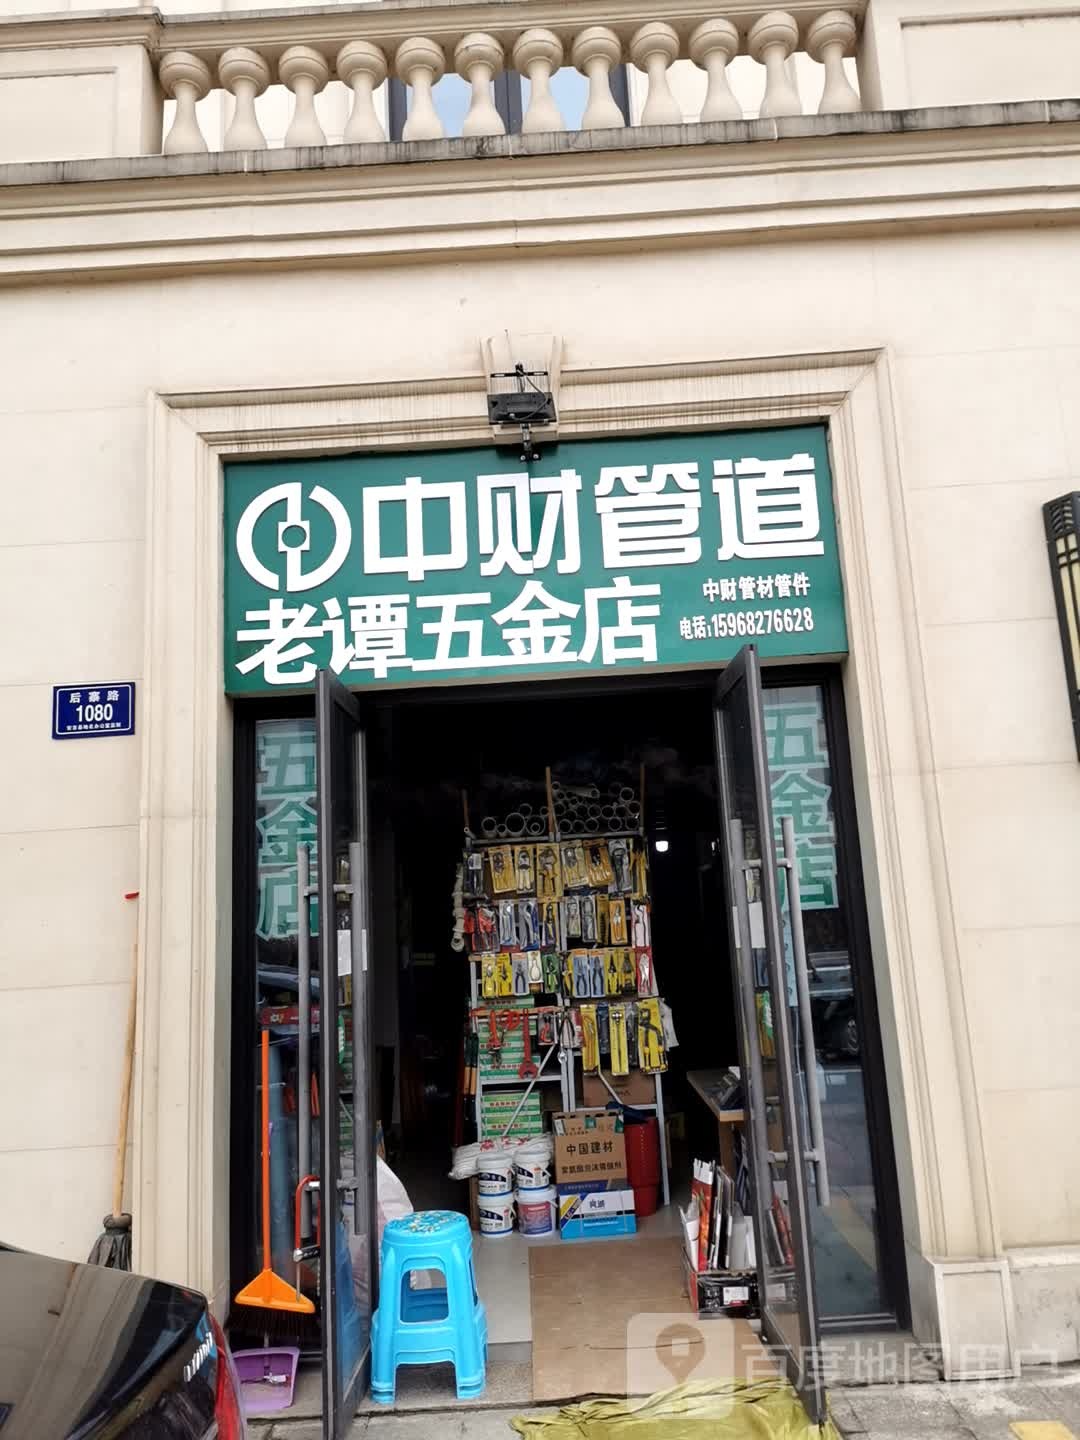 中财管道
老谭五金店
中财管材管件
电话:15968276628
后寨路
1080
五金店
五金店
中国建材
百度地图用户